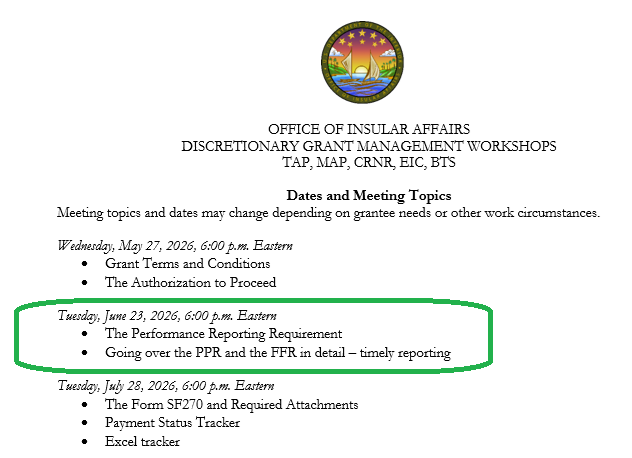 OFFICE OF INSULAR AFFAIRS
DISCRETIONARY GRANT MANAGEMENT WORKSHOPS
TAP, MAP, CRNR, EIC, BTS
Dates and Meeting Topics
Meeting topics and dates may change depending on grantee needs or other work circumstances.
Wednesday, May 27, 2026, 6:00 p.m. Eastern
• Grant Terms and Conditions
• The Authorization to Proceed
Tuesday, June 23, 2026, 6:00 p.m. Eastern
• The Performance Reporting Requirement
• Going over the PPR and the FFR in detail – timely reporting
Tuesday, July 28, 2026, 6:00 p.m. Eastern
• The Form SF270 and Required Attachments
• Payment Status Tracker
• Excel tracker